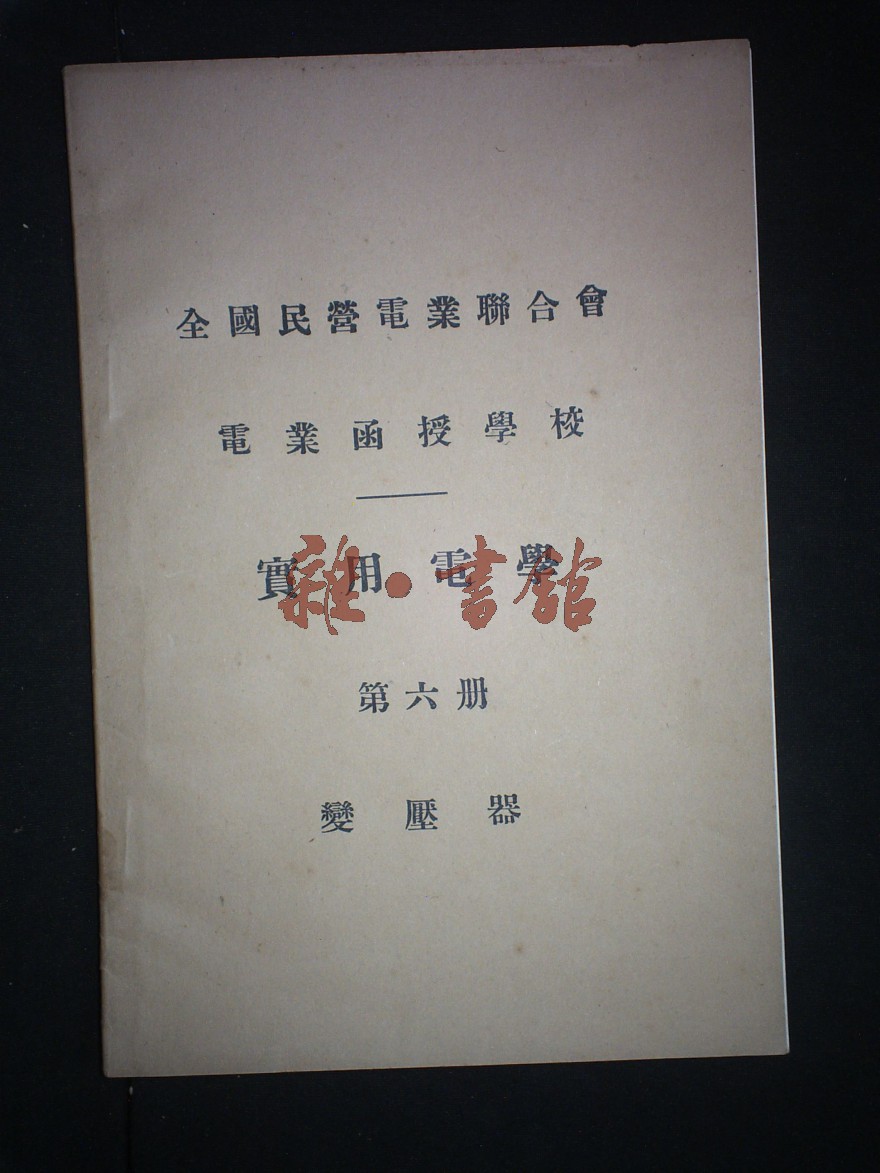 全國民營電業聯合會
電業函授學校
實用電學
雜·書館
第六册
變壓器